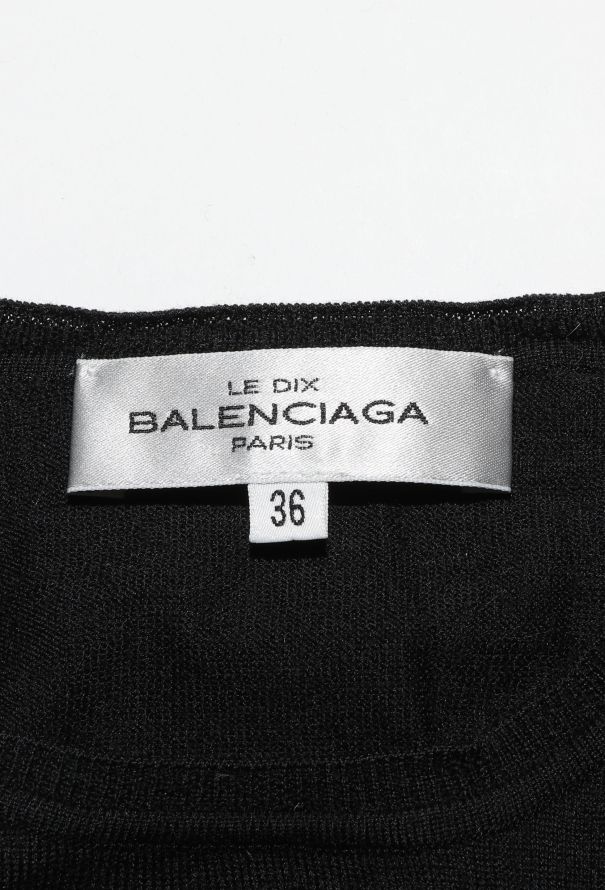 LE DIX
BALENCIAGA
PARIS
36